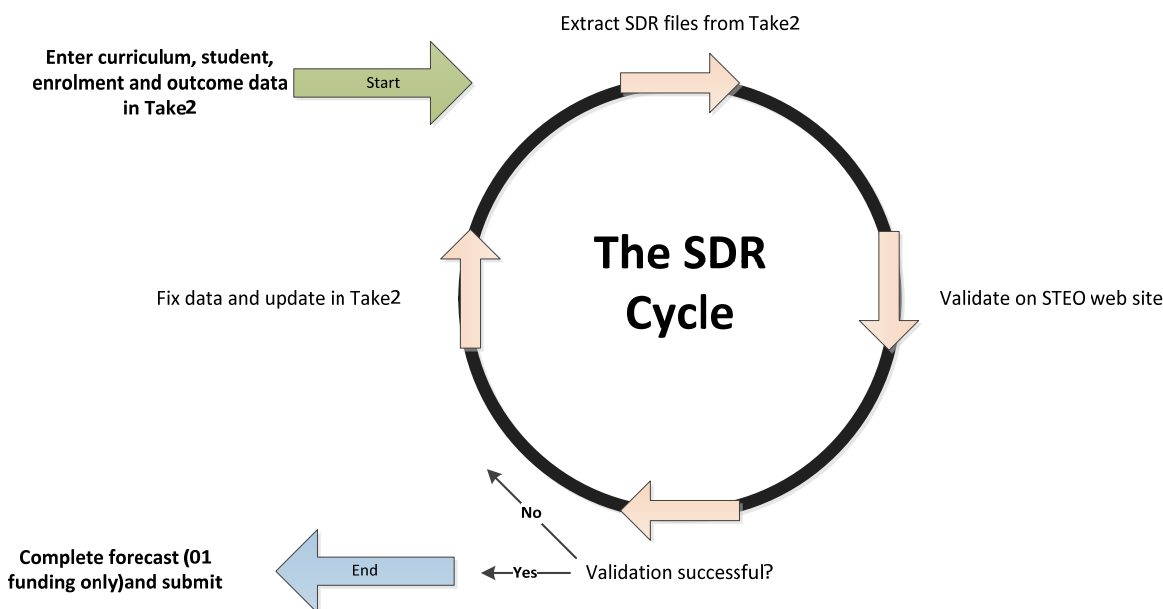 Extract SDR files from Take2
Enter curriculum, student,
enrolment and outcome data
in Take2
Start
The SDR
Cycle
Fix data and update in Take2
Validate on STEO web site
No
Complete forecast (01
funding only)and submit
End
Yes
Validation successful?